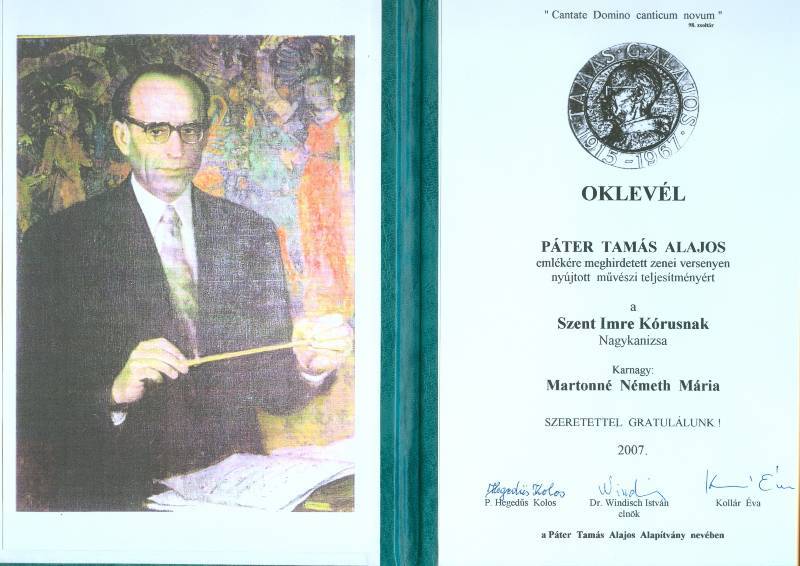 " Cantate Domino canticum novum "
98. zsoltár
TAMÁS G. ALAJOS
1915 - 1967
OKLEVÉL
PÁTER TAMÁS ALAJOS
emlékére meghirdetett zenei versenyen
nyújtott művészi teljesítményért
a
Szent Imre Kórusnak
Nagykanizsa
Karnagy:
Martonné Németh Mária
SZERETETTEL GRATULÁLUNK !
2007.
Hegedüs Kolos
P. Hegedűs Kolos Dr. Windisch István Kollár Éva
elnök
a Páter Tamás Alajos Alapítvány nevében